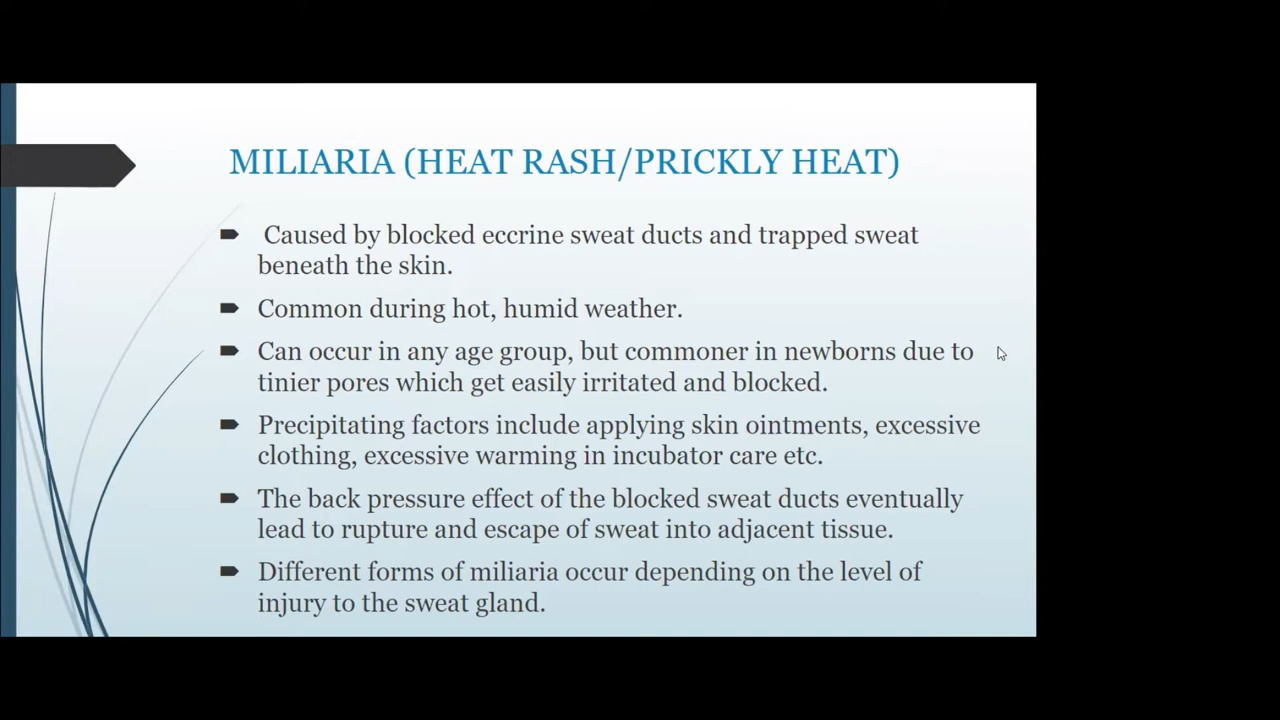 MILIARIA (HEAT RASH/PRICKLY HEAT)
Caused by blocked eccrine sweat ducts and trapped sweat
beneath the skin.
Common during hot, humid weather.
Can occur in any age group, but commoner in newborns due to
tinier pores which get easily irritated and blocked.
Precipitating factors include applying skin ointments, excessive
clothing, excessive warming in incubator care etc.
The back pressure effect of the blocked sweat ducts eventually
lead to rupture and escape of sweat into adjacent tissue.
Different forms of miliaria occur depending on the level of
injury to the sweat gland.